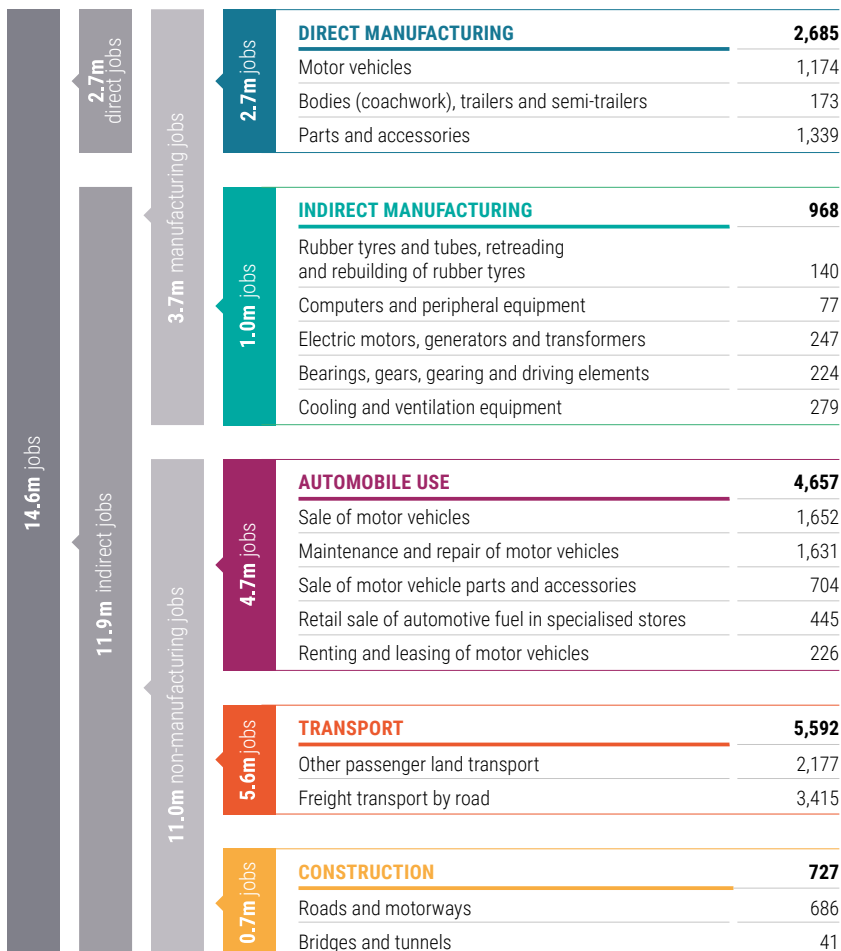 14.6m jobs
2.7m
direct jobs
11.9m indirect jobs
3.7m manufacturing jobs
11.0m non-manufacturing jobs
2.7m jobs
DIRECT MANUFACTURING 2,685
Motor vehicles 1,174
Bodies (coachwork), trailers and semi-trailers 173
Parts and accessories 1,339
1.0m jobs
INDIRECT MANUFACTURING 968
Rubber tyres and tubes, retreading
and rebuilding of rubber tyres 140
Computers and peripheral equipment 77
Electric motors, generators and transformers 247
Bearings, gears, gearing and driving elements 224
Cooling and ventilation equipment 279
4.7m jobs
AUTOMOBILE USE 4,657
Sale of motor vehicles 1,652
Maintenance and repair of motor vehicles 1,631
Sale of motor vehicle parts and accessories 704
Retail sale of automotive fuel in specialised stores 445
Renting and leasing of motor vehicles 226
5.6m jobs
TRANSPORT 5,592
Other passenger land transport 2,177
Freight transport by road 3,415
0.7m jobs
CONSTRUCTION 727
Roads and motorways 686
Bridges and tunnels 41